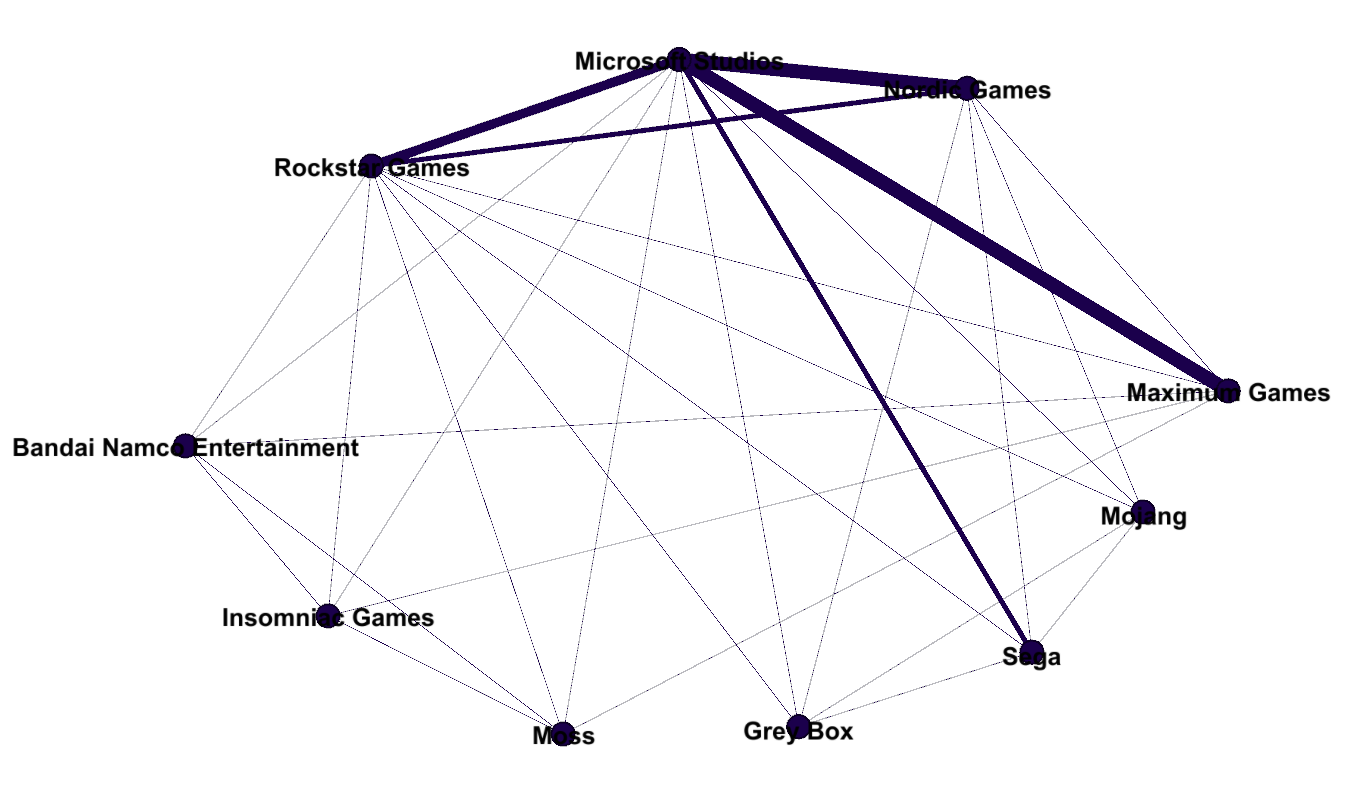 Microsoft Studios
Nordic Games
Rockstar Games
Maximum Games
Bandai Namco Entertainment
Mojang
Insomniac Games
Sega
Moss
Grey Box